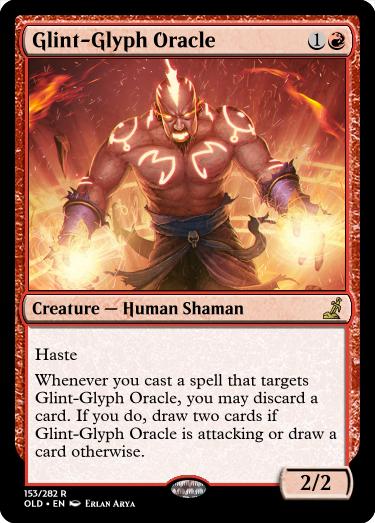 Glint-Glyph Oracle 1
Creature — Human Shaman
Haste
Whenever you cast a spell that targets
Glint-Glyph Oracle, you may discard a
card. If you do, draw two cards if
Glint-Glyph Oracle is attacking or draw a
card otherwise.
2/2
153/282 R
OLD • EN Erlan Arya